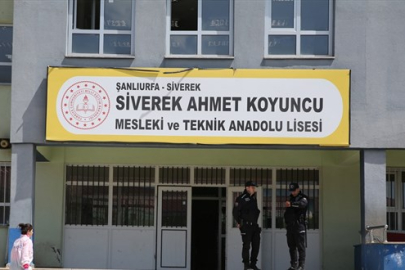 ŞANLIURFA - SİVEREK
SİVEREK AHMET KOYUNCU
MESLEKİ ve TEKNİK ANADOLU LİSESİ